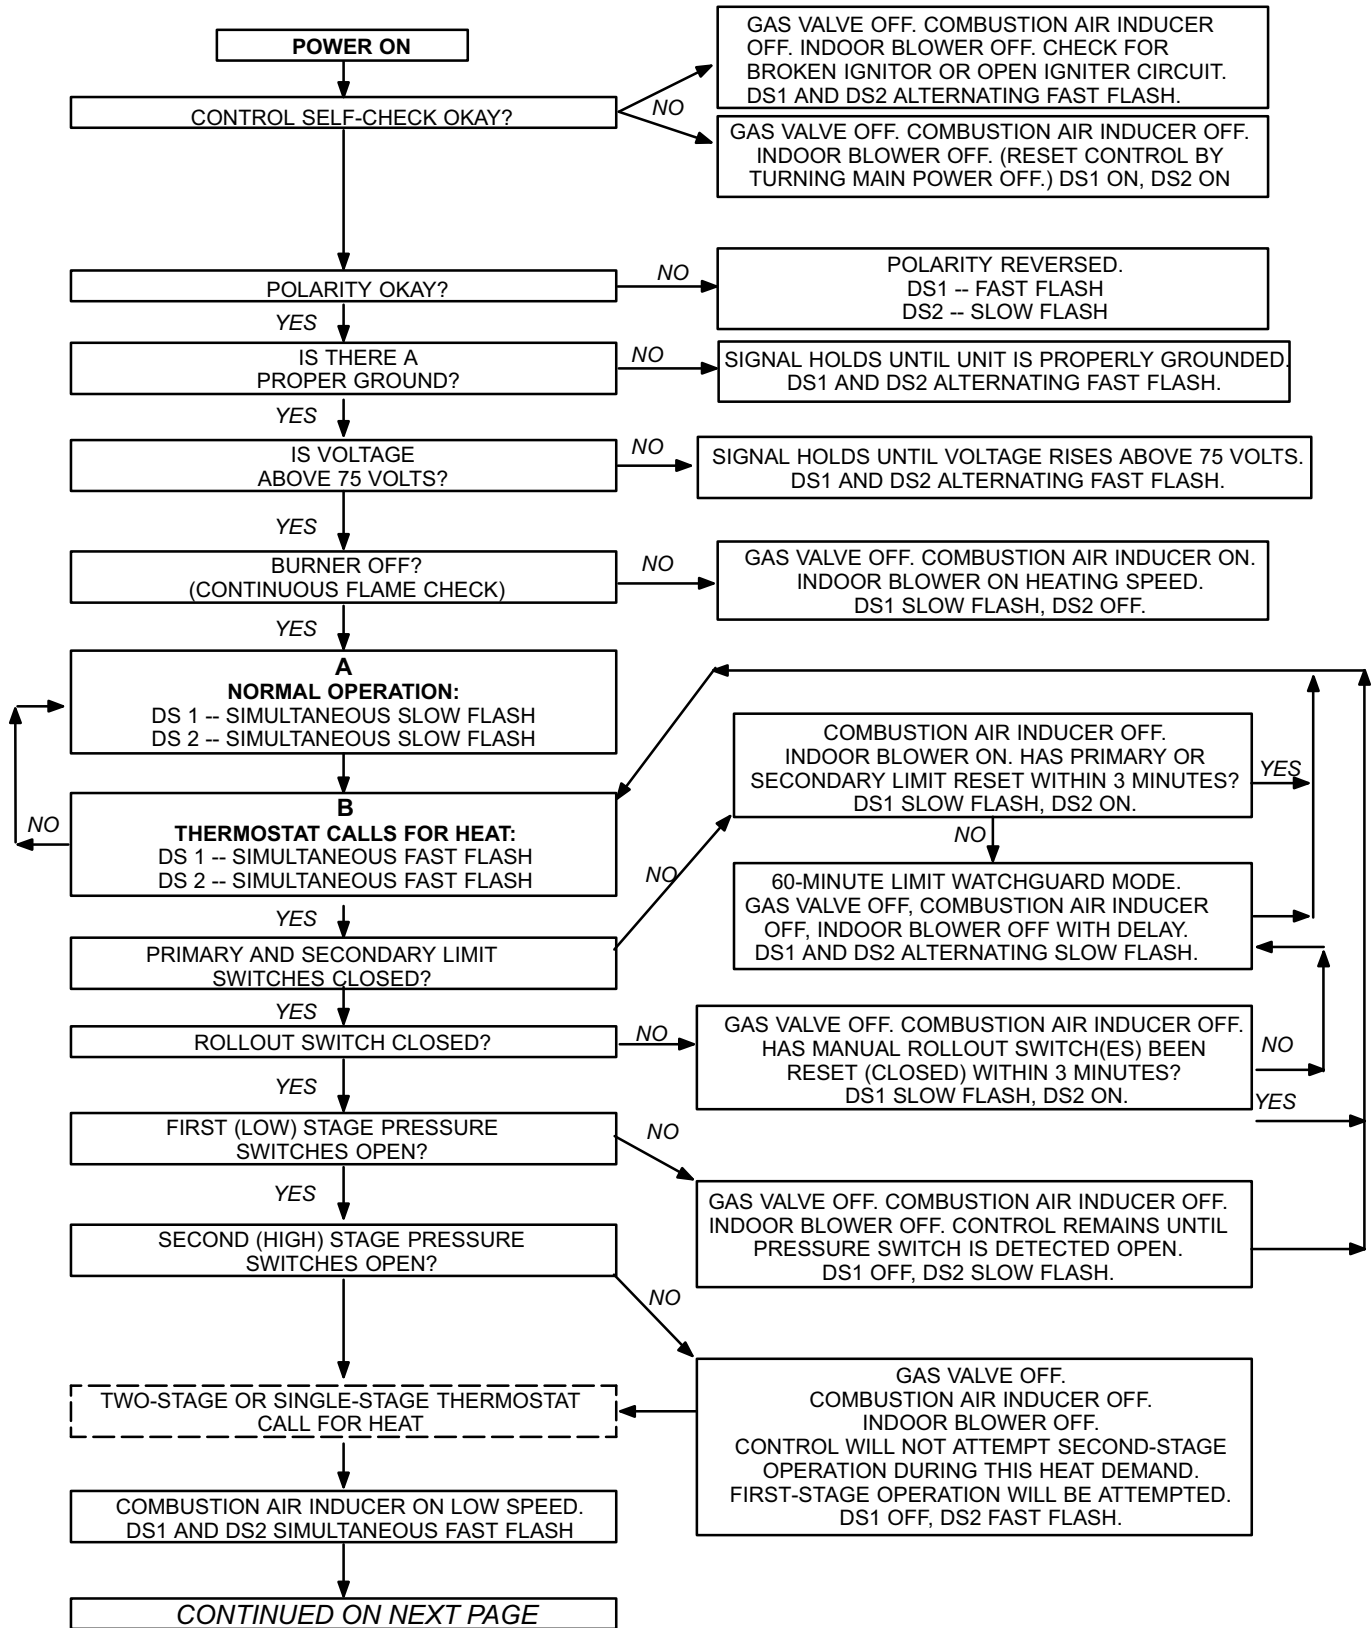 POWER ON
GAS VALVE OFF. COMBUSTION AIR INDUCER
OFF. INDOOR BLOWER OFF. CHECK FOR
BROKEN IGNITOR OR OPEN IGNITER CIRCUIT.
DS1 AND DS2 ALTERNATING FAST FLASH.
CONTROL SELF-CHECK OKAY?
NO
GAS VALVE OFF. COMBUSTION AIR INDUCER OFF.
INDOOR BLOWER OFF. (RESET CONTROL BY
TURNING MAIN POWER OFF.) DS1 ON, DS2 ON
POLARITY OKAY?
NO
POLARITY REVERSED.
DS1 -- FAST FLASH
DS2 -- SLOW FLASH
YES
IS THERE A
PROPER GROUND?
NO
SIGNAL HOLDS UNTIL UNIT IS PROPERLY GROUNDED.
DS1 AND DS2 ALTERNATING FAST FLASH.
YES
IS VOLTAGE
ABOVE 75 VOLTS?
NO
SIGNAL HOLDS UNTIL VOLTAGE RISES ABOVE 75 VOLTS.
DS1 AND DS2 ALTERNATING FAST FLASH.
YES
BURNER OFF?
(CONTINUOUS FLAME CHECK)
NO
GAS VALVE OFF. COMBUSTION AIR INDUCER ON.
INDOOR BLOWER ON HEATING SPEED.
DS1 SLOW FLASH, DS2 OFF.
YES
A
NORMAL OPERATION:
DS 1 -- SIMULTANEOUS SLOW FLASH
DS 2 -- SIMULTANEOUS SLOW FLASH
COMBUSTION AIR INDUCER OFF.
INDOOR BLOWER ON. HAS PRIMARY OR
SECONDARY LIMIT RESET WITHIN 3 MINUTES?
DS1 SLOW FLASH, DS2 ON.
YES
NO
B
THERMOSTAT CALLS FOR HEAT:
DS 1 -- SIMULTANEOUS FAST FLASH
DS 2 -- SIMULTANEOUS FAST FLASH
NO
NO
60-MINUTE LIMIT WATCHGUARD MODE.
GAS VALVE OFF, COMBUSTION AIR INDUCER
OFF, INDOOR BLOWER OFF WITH DELAY.
DS1 AND DS2 ALTERNATING SLOW FLASH.
YES
PRIMARY AND SECONDARY LIMIT
SWITCHES CLOSED?
YES
ROLLOUT SWITCH CLOSED?
NO
GAS VALVE OFF. COMBUSTION AIR INDUCER OFF.
HAS MANUAL ROLLOUT SWITCH(ES) BEEN
RESET (CLOSED) WITHIN 3 MINUTES?
DS1 SLOW FLASH, DS2 ON.
NO
YES
YES
FIRST (LOW) STAGE PRESSURE
SWITCHES OPEN?
NO
YES
GAS VALVE OFF. COMBUSTION AIR INDUCER OFF.
INDOOR BLOWER OFF. CONTROL REMAINS UNTIL
PRESSURE SWITCH IS DETECTED OPEN.
DS1 OFF, DS2 SLOW FLASH.
SECOND (HIGH) STAGE PRESSURE
SWITCHES OPEN?
NO
GAS VALVE OFF.
COMBUSTION AIR INDUCER OFF.
INDOOR BLOWER OFF.
CONTROL WILL NOT ATTEMPT SECOND-STAGE
OPERATION DURING THIS HEAT DEMAND.
FIRST-STAGE OPERATION WILL BE ATTEMPTED.
DS1 OFF, DS2 FAST FLASH.
TWO-STAGE OR SINGLE-STAGE THERMOSTAT
CALL FOR HEAT
COMBUSTION AIR INDUCER ON LOW SPEED.
DS1 AND DS2 SIMULTANEOUS FAST FLASH
CONTINUED ON NEXT PAGE